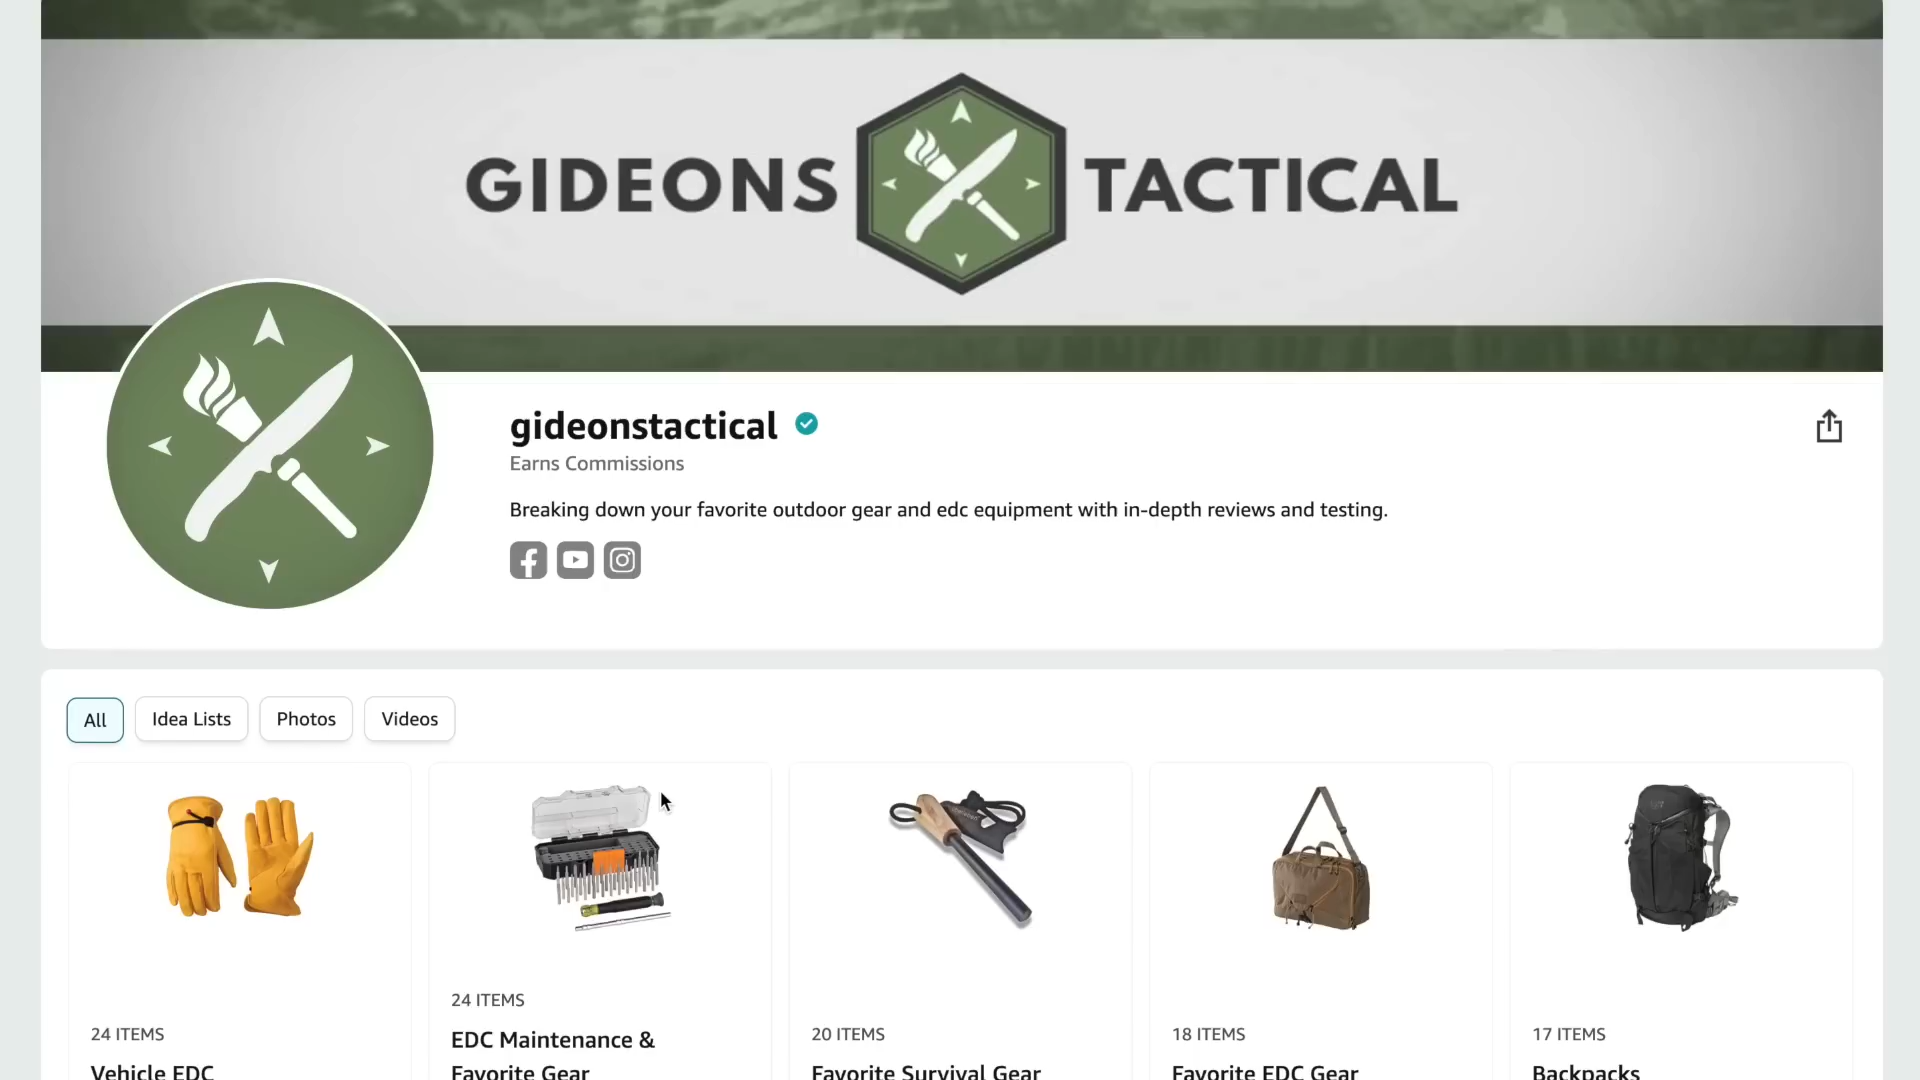 GIDEONS TACTICAL
gideonstactical
Earns Commissions
Breaking down your favorite outdoor gear and edc equipment with in-depth reviews and testing.
All
Idea Lists
Photos
Videos
24 ITEMS
Vehicle EDC
24 ITEMS
EDC Maintenance &
Favorite Gear
20 ITEMS
Favorite Survival Gear
18 ITEMS
Favorite EDC Gear
17 ITEMS
Backpacks